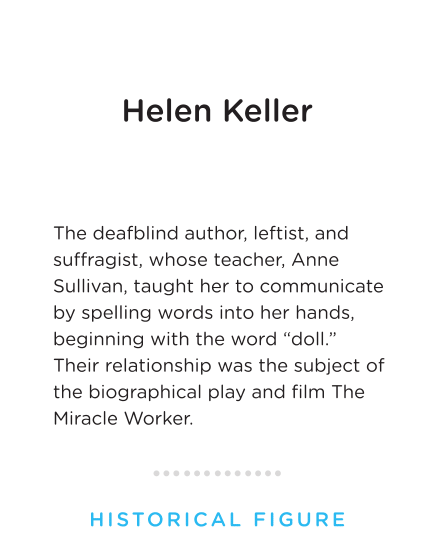 Helen Keller
The deafblind author, leftist, and
suffragist, whose teacher, Anne
Sullivan, taught her to communicate
by spelling words into her hands,
beginning with the word “doll.”
Their relationship was the subject of
the biographical play and film The
Miracle Worker.
HISTORICAL FIGURE